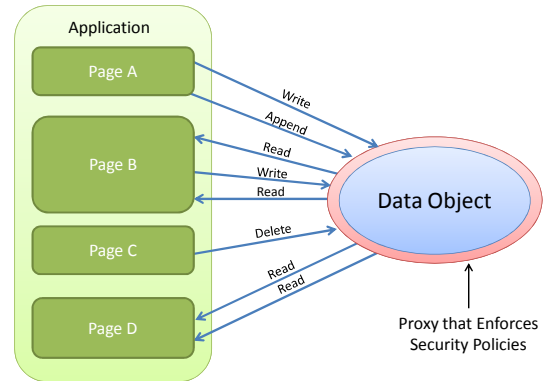 Application
Page A
Write
Append
Page B
Read
Write
Read
Data Object
Page C
Delete
Read
Read
Page D
Proxy that Enforces
Security Policies